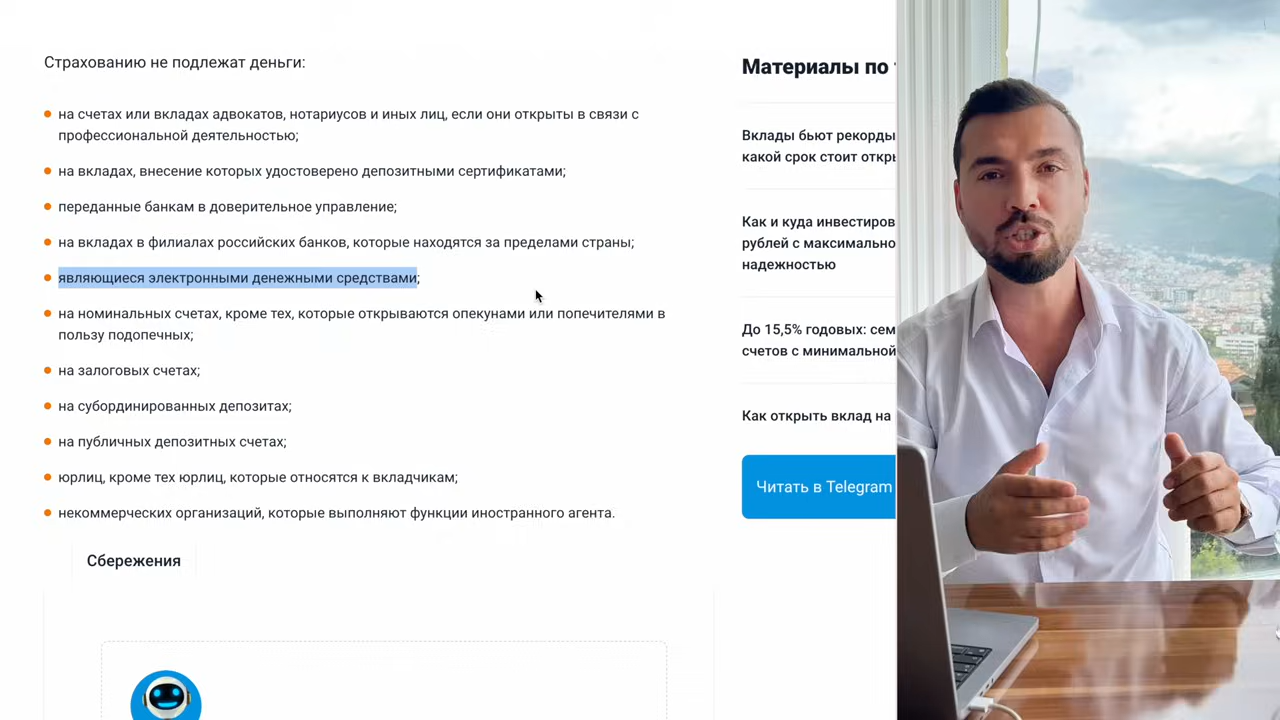 Страхованию не подлежат деньги:
на счетах или вкладах адвокатов, нотариусов и иных лиц, если они открыты в связи с
профессиональной деятельностью;
на вкладах, внесение которых удостоверено депозитными сертификатами;
переданные банкам в доверительное управление;
на вкладах в филиалах российских банков, которые находятся за пределами страны;
являющиеся электронными денежными средствами;
на номинальных счетах, кроме тех, которые открываются опекунами или попечителями в
пользу подопечных;
на залоговых счетах;
на субординированных депозитах;
на публичных депозитных счетах;
юрлиц, кроме тех юрлиц, которые относятся к вкладчикам;
некоммерческих организаций, которые выполняют функции иностранного агента.
Сбережения
Материалы по
Вклады бьют рекорды
какой срок стоит откры
Как и куда инвестиров
рублей с максимально
надежностью
До 15,5% годовых: сем
счетов с минимальной
Как открыть вклад на
Читать в Telegram